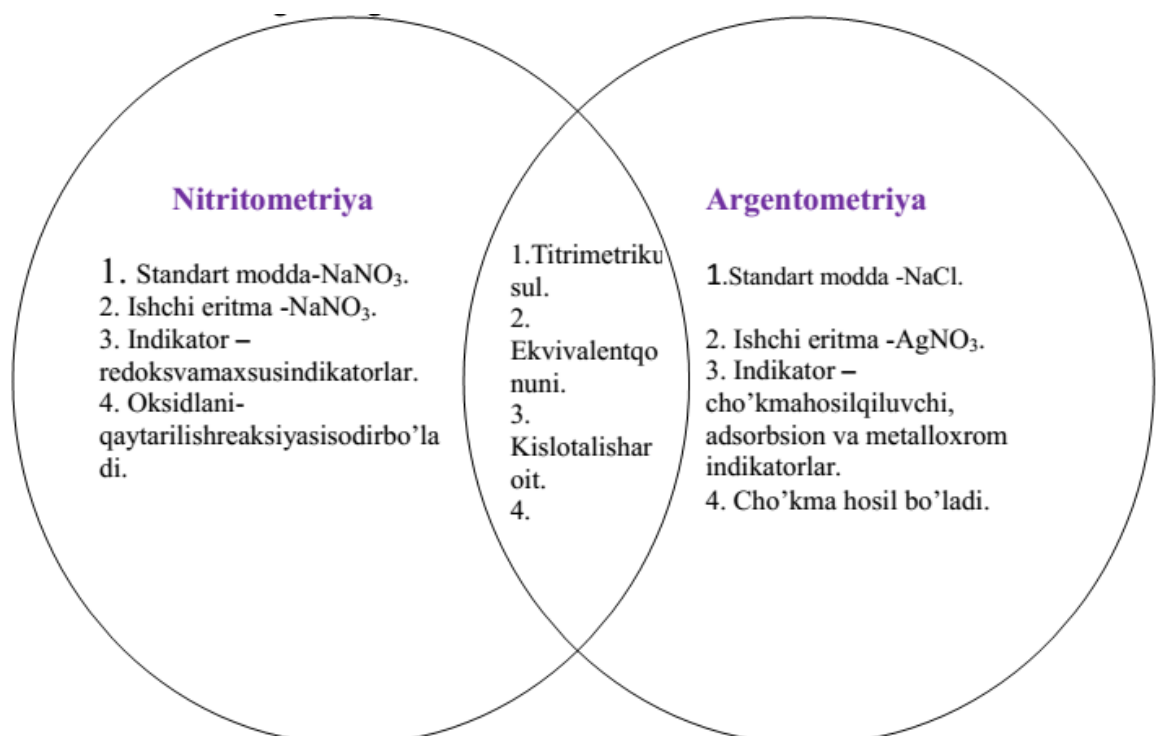 Nitritometriya
1. Standart modda-NaNO₃.
2. Ishchi eritma -NaNO₃.
3. Indikator –
redoksvamaxsusindikatorlar.
4. Oksidlani-
qaytarilishreaksiyasisodirbo’la
di.
1.Titrimetriku
sul.
2.
Ekvivalentqo
nuni.
3.
Kislotalishar
oit.
4.
Argentometriya
1.Standart modda -NaCl.
2. Ishchi eritma -AgNO₃.
3. Indikator –
cho’kmahosilqiluvchi,
adsorbsion va metalloxrom
indikatorlar.
4. Cho’kma hosil bo’ladi.